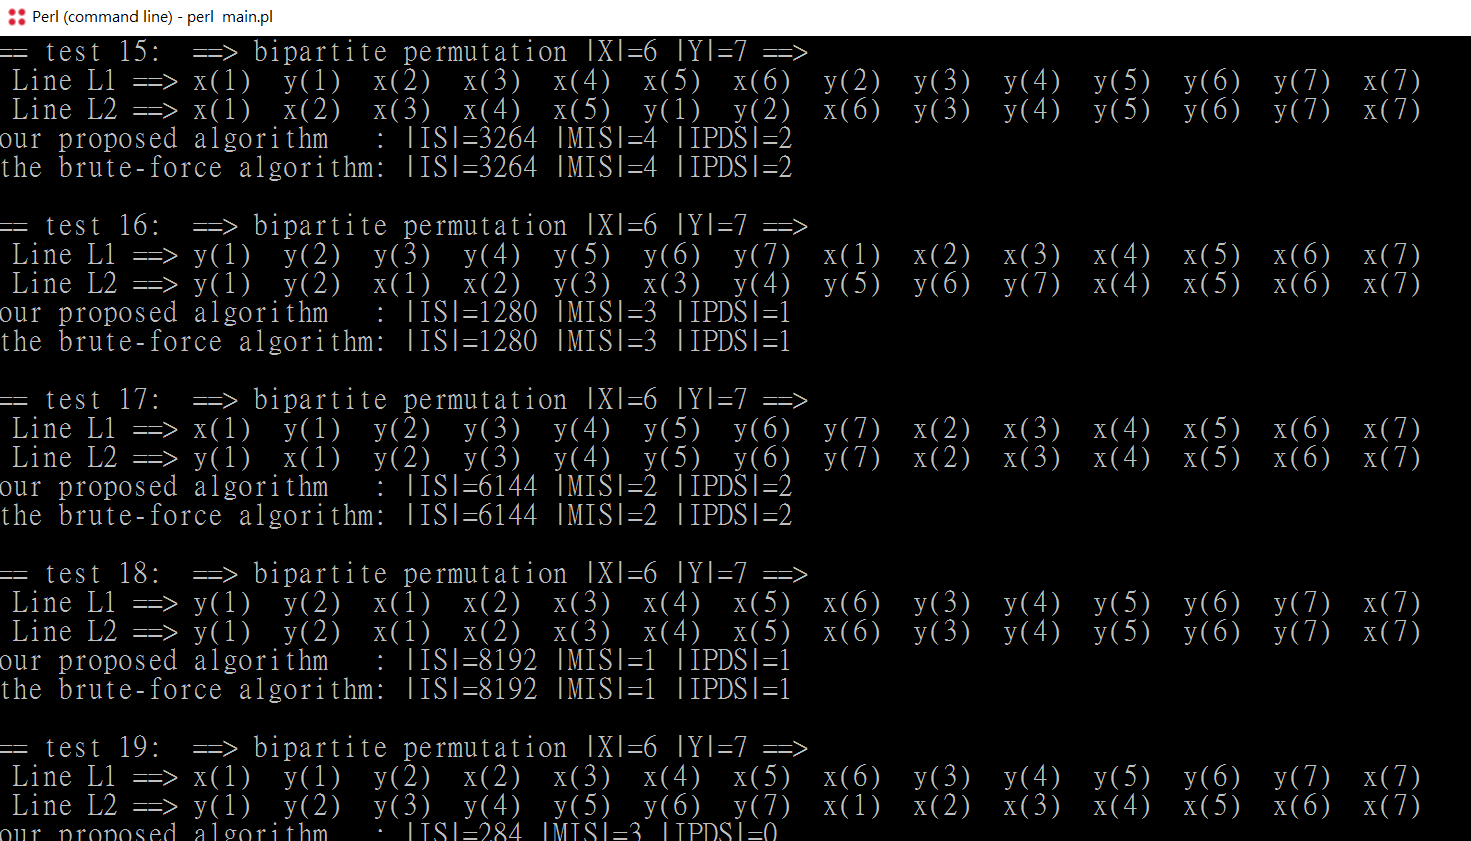 Perl (command line) - perl  main.pl
== test 15:  ==> bipartite permutation |X|=6 |Y|=7 ==>
Line L1 ==> x(1)  y(1)  x(2)  x(3)  x(4)  x(5)  x(6)  y(2)  y(3)  y(4)  y(5)  y(6)  y(7)  x(7)
Line L2 ==> x(1)  x(2)  x(3)  x(4)  x(5)  y(1)  y(2)  x(6)  y(3)  y(4)  y(5)  y(6)  y(7)  x(7)
our proposed algorithm   : |IS|=3264 |MIS|=4 |IPDS|=2
the brute-force algorithm: |IS|=3264 |MIS|=4 |IPDS|=2
== test 16:  ==> bipartite permutation |X|=6 |Y|=7 ==>
Line L1 ==> y(1)  y(2)  y(3)  y(4)  y(5)  y(6)  y(7)  x(1)  x(2)  x(3)  x(4)  x(5)  x(6)  x(7)
Line L2 ==> y(1)  y(2)  x(1)  x(2)  y(3)  x(3)  y(4)  y(5)  y(6)  y(7)  x(4)  x(5)  x(6)  x(7)
our proposed algorithm   : |IS|=1280 |MIS|=3 |IPDS|=1
the brute-force algorithm: |IS|=1280 |MIS|=3 |IPDS|=1
== test 17:  ==> bipartite permutation |X|=6 |Y|=7 ==>
Line L1 ==> x(1)  y(1)  y(2)  y(3)  y(4)  y(5)  y(6)  y(7)  x(2)  x(3)  x(4)  x(5)  x(6)  x(7)
Line L2 ==> y(1)  x(1)  y(2)  y(3)  y(4)  y(5)  y(6)  y(7)  x(2)  x(3)  x(4)  x(5)  x(6)  x(7)
our proposed algorithm   : |IS|=6144 |MIS|=2 |IPDS|=2
the brute-force algorithm: |IS|=6144 |MIS|=2 |IPDS|=2
== test 18:  ==> bipartite permutation |X|=6 |Y|=7 ==>
Line L1 ==> y(1)  y(2)  x(1)  x(2)  x(3)  x(4)  x(5)  x(6)  y(3)  y(4)  y(5)  y(6)  y(7)  x(7)
Line L2 ==> y(1)  y(2)  x(1)  x(2)  x(3)  x(4)  x(5)  x(6)  y(3)  y(4)  y(5)  y(6)  y(7)  x(7)
our proposed algorithm   : |IS|=8192 |MIS|=1 |IPDS|=1
the brute-force algorithm: |IS|=8192 |MIS|=1 |IPDS|=1
== test 19:  ==> bipartite permutation |X|=6 |Y|=7 ==>
Line L1 ==> x(1)  y(1)  y(2)  x(2)  x(3)  x(4)  x(5)  x(6)  y(3)  y(4)  y(5)  y(6)  y(7)  x(7)
Line L2 ==> y(1)  y(2)  y(3)  y(4)  y(5)  y(6)  y(7)  x(1)  x(2)  x(3)  x(4)  x(5)  x(6)  x(7)
our proposed algorithm   : |IS|=284 |MIS|=3 |IPDS|=0